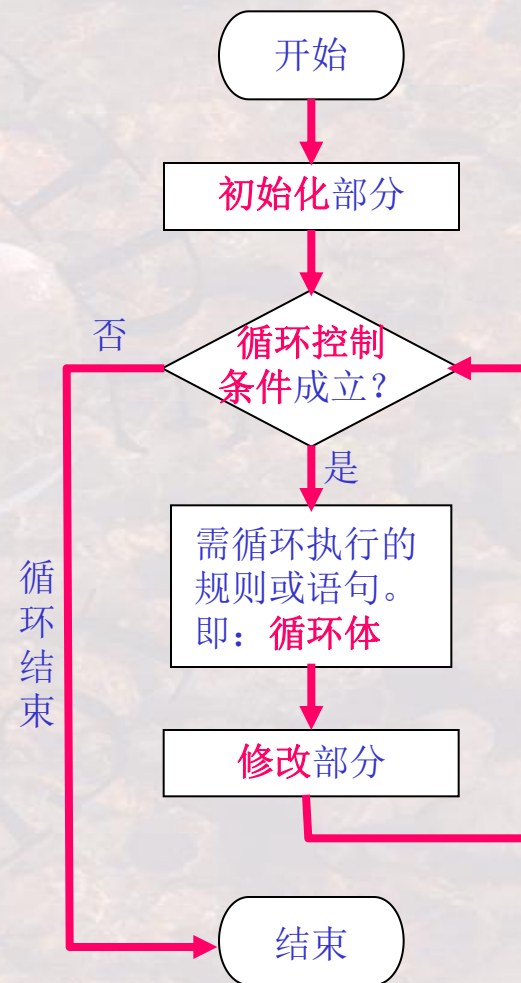 开始
初始化部分
否
循环控制
条件成立？
是
需循环执行的
规则或语句。
即：循环体
循
环
结
束
修改部分
结束